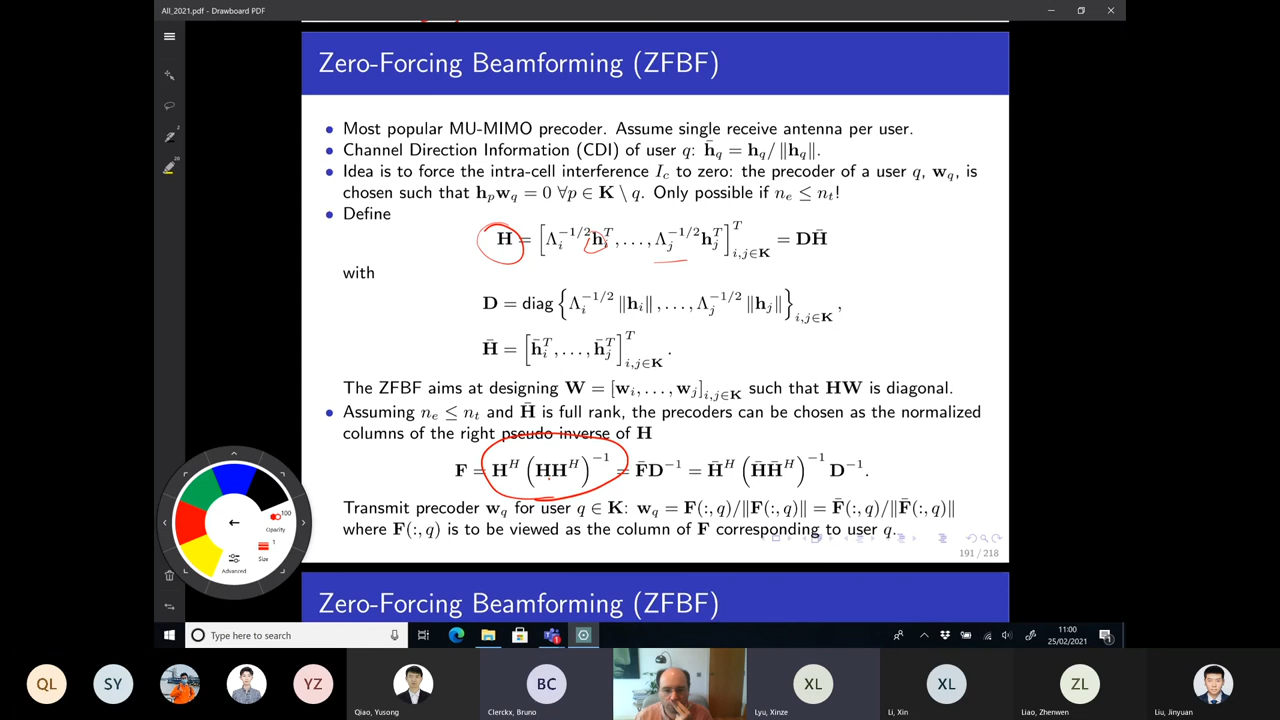 All_2021.pdf - Drawboard PDF
Zero-Forcing Beamforming (ZFBF)
• Most popular MU-MIMO precoder. Assume single receive antenna per user.
• Channel Direction Information (CDI) of user q: h̄_q = h_q/ ‖h_q‖.
• Idea is to force the intra-cell interference I_c to zero: the precoder of a user q, w_q, is
chosen such that h_p w_q = 0 ∀p ∈ K \ q. Only possible if n_e ≤ n_t!
• Define
H = [Λ_i^{-1/2} h_i^T, . . . , Λ_j^{-1/2} h_j^T]^T_{i,j∈K} = DH̄
with
D = diag {Λ_i^{-1/2} ‖h_i‖ , . . . , Λ_j^{-1/2} ‖h_j‖}_{i,j∈K} ,
H̄ = [h̄_i^T, . . . , h̄_j^T]^T_{i,j∈K} .
The ZFBF aims at designing W = [w_i, . . . , w_j]_{i,j∈K} such that HW is diagonal.
• Assuming n_e ≤ n_t and H̄ is full rank, the precoders can be chosen as the normalized
columns of the right pseudo inverse of H
F = H^H (HH^H)^{-1} = F̄D^{-1} = H̄^H (H̄H̄^H)^{-1} D^{-1}.
Transmit precoder w_q for user q ∈ K: w_q = F(:, q)/‖F(:, q)‖ = F̄(:, q)/‖F̄(:, q)‖
where F(:, q) is to be viewed as the column of F corresponding to user q.
191 / 218
100
Opacity
1
Size
Advanced
Zero-Forcing Beamforming (ZFBF)
Type here to search
11:00
25/02/2021
QL
SY
YZ
Qiao, Yusong
BC
Clerckx, Bruno
XL
Lyu, Xinze
XL
Li, Xin
ZL
Liao, Zhenwen
Liu, Jinyuan